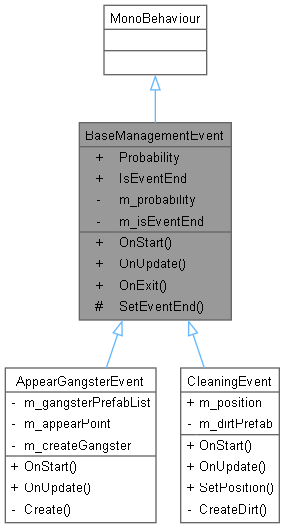 MonoBehaviour
BaseManagementEvent
+ Probability
+ IsEventEnd
- m_probability
- m_isEventEnd
+ OnStart()
+ OnUpdate()
+ OnExit()
# SetEventEnd()
AppearGangsterEvent
- m_gangsterPrefabList
- m_appearPoint
- m_createGangster
+ OnStart()
+ OnUpdate()
- Create()
CleaningEvent
+ m_position
- m_dirtPrefab
+ OnStart()
+ OnUpdate()
+ SetPosition()
- CreateDirt()